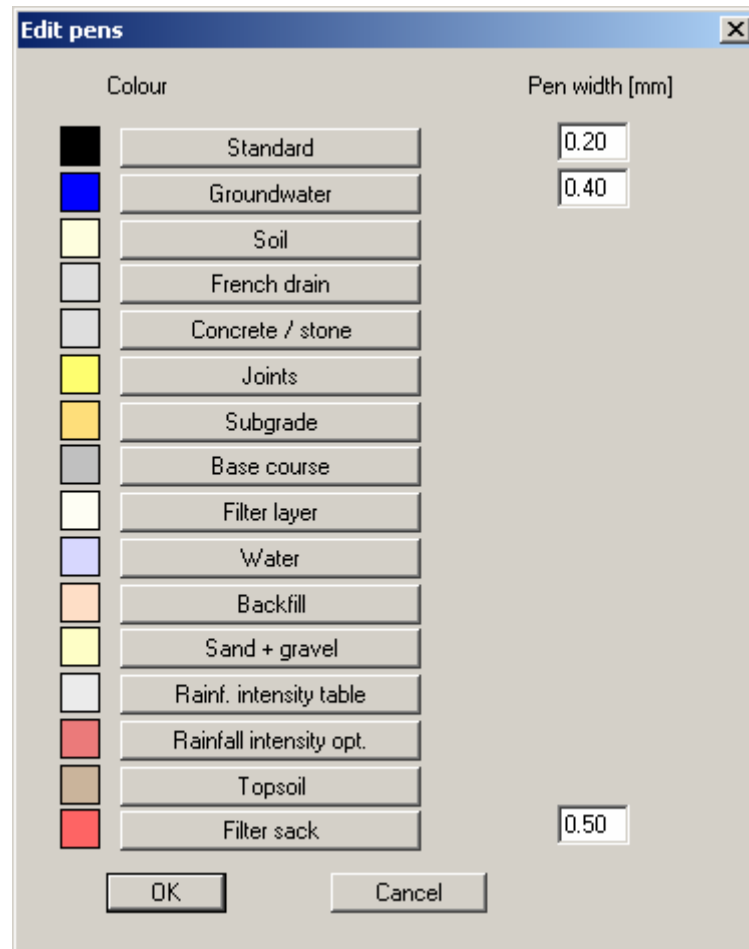 Edit pens
Colour Pen width [mm]
Standard 0.20
Groundwater 0.40
Soil
French drain
Concrete / stone
Joints
Subgrade
Base course
Filter layer
Water
Backfill
Sand + gravel
Rainf. intensity table
Rainfall intensity opt.
Topsoil
Filter sack 0.50
OK Cancel